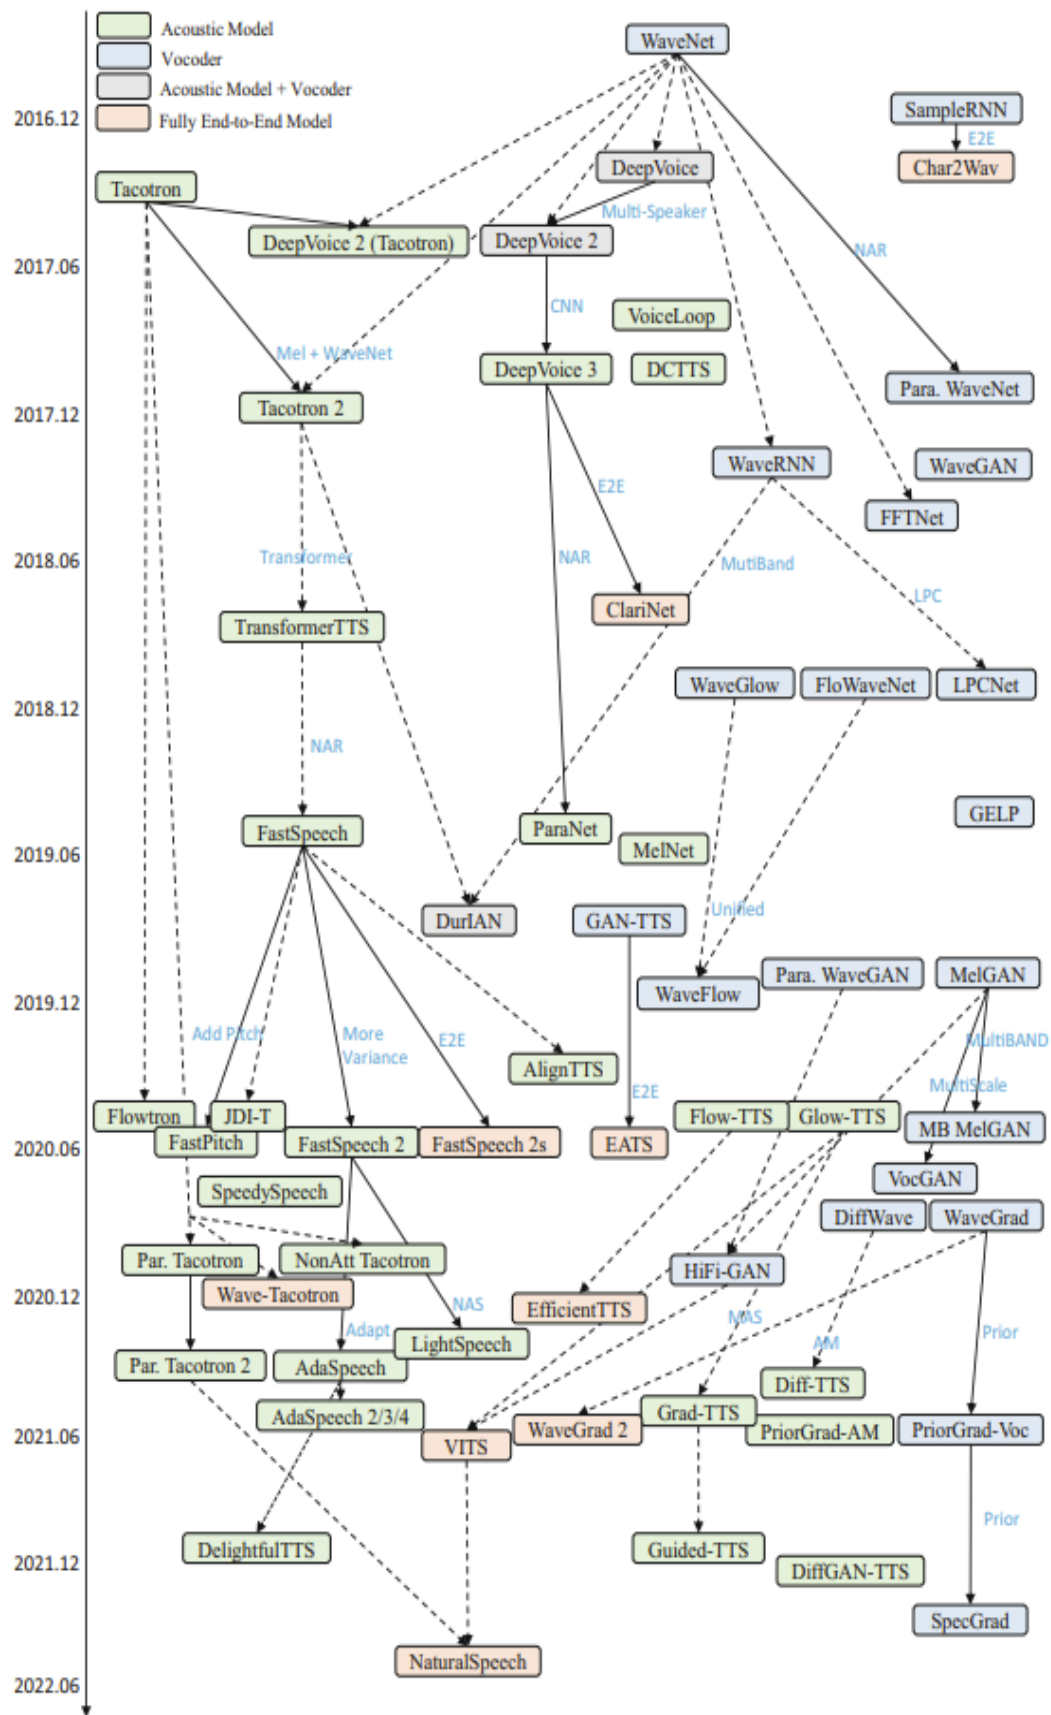 Acoustic Model
WaveNet
Vocoder
Acoustic Model + Vocoder
Fully End-to-End Model
2016.12
SampleRNN
E2E
DeepVoice
Char2Wav
Tacotron
Multi-Speaker
DeepVoice 2 (Tacotron)
DeepVoice 2
NAR
2017.06
CNN
VoiceLoop
Mel + WaveNet
DeepVoice 3
DCTTS
Para. WaveNet
Tacotron 2
2017.12
WaveRNN
WaveGAN
E2E
FFTNet
Transformer
NAR
MutiBand
2018.06
LPC
ClariNet
TransformerTTS
WaveGlow
FloWaveNet
LPCNet
2018.12
NAR
GELP
FastSpeech
ParaNet
MelNet
2019.06
DurIAN
GAN-TTS
Unified
Para. WaveGAN
MelGAN
WaveFlow
2019.12
Add Pitch
More
Variance
E2E
MultiBAND
AlignTTS
E2E
MultiScale
Flowtron
JDI-T
Flow-TTS
Glow-TTS
MB MelGAN
FastPitch
FastSpeech 2
FastSpeech 2s
EATS
2020.06
VocGAN
SpeedySpeech
DiffWave
WaveGrad
Par. Tacotron
NonAtt Tacotron
HiFi-GAN
Wave-Tacotron
NAS
EfficientTTS
2020.12
MAS
Adapt
LightSpeech
AM
Prior
Par. Tacotron 2
AdaSpeech
Diff-TTS
AdaSpeech 2/3/4
Grad-TTS
WaveGrad 2
PriorGrad-AM
PriorGrad-Voc
2021.06
VITS
Prior
DelightfulTTS
Guided-TTS
2021.12
DiffGAN-TTS
SpecGrad
NaturalSpeech
2022.06